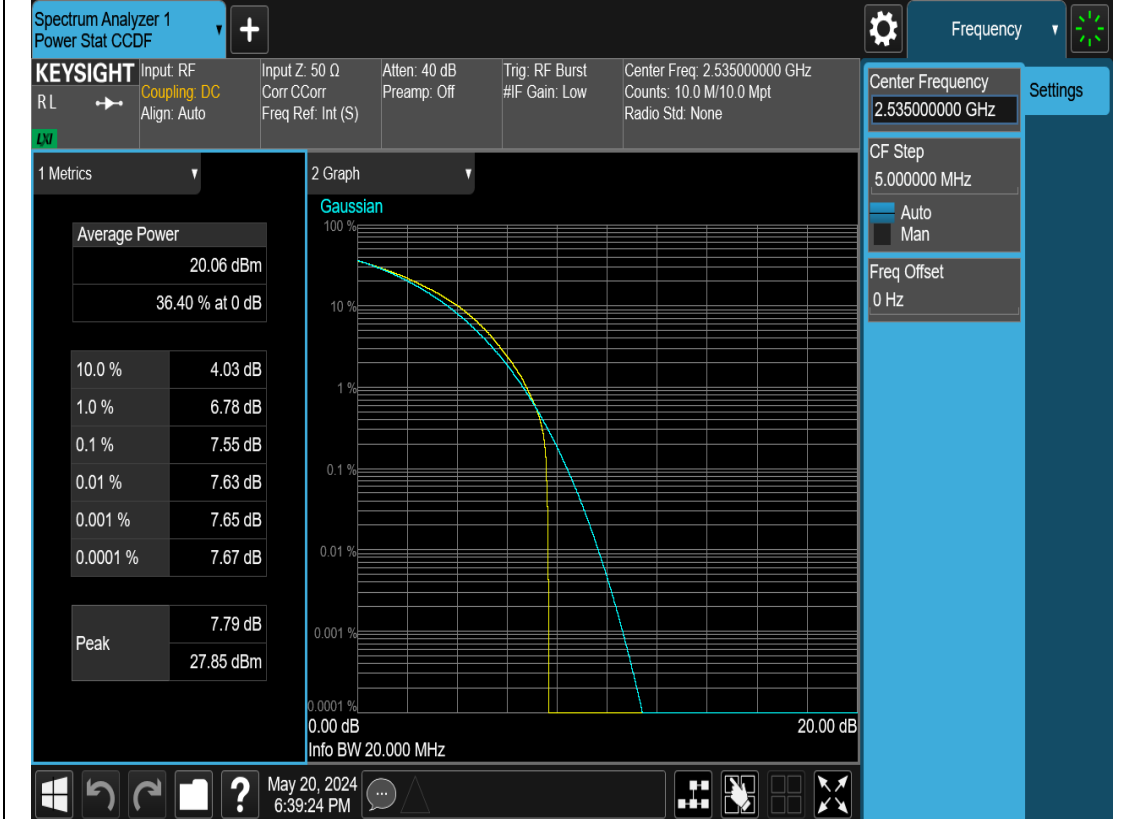 Spectrum Analyzer 1
Power Stat CCDF
Frequency
KEYSIGHT
RL
LXI
Input: RF
Coupling: DC
Align: Auto
Input Z: 50 Ω
Corr CCorr
Freq Ref: Int (S)
Atten: 40 dB
Preamp: Off
Trig: RF Burst
#IF Gain: Low
Center Freq: 2.535000000 GHz
Counts: 10.0 M/10.0 Mpt
Radio Std: None
Center Frequency
2.535000000 GHz
Settings
CF Step
5.000000 MHz
Auto
Man
Freq Offset
0 Hz
1 Metrics
Average Power
20.06 dBm
36.40 % at 0 dB
10.0 % 4.03 dB
1.0 % 6.78 dB
0.1 % 7.55 dB
0.01 % 7.63 dB
0.001 % 7.65 dB
0.0001 % 7.67 dB
Peak 7.79 dB
27.85 dBm
2 Graph
Gaussian
100 %
10 %
1 %
0.1 %
0.01 %
0.001 %
0.0001 %
0.00 dB 20.00 dB
Info BW 20.000 MHz
?
May 20, 2024
6:39:24 PM